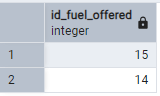 id_fuel_offered
integer
1 15
2 14